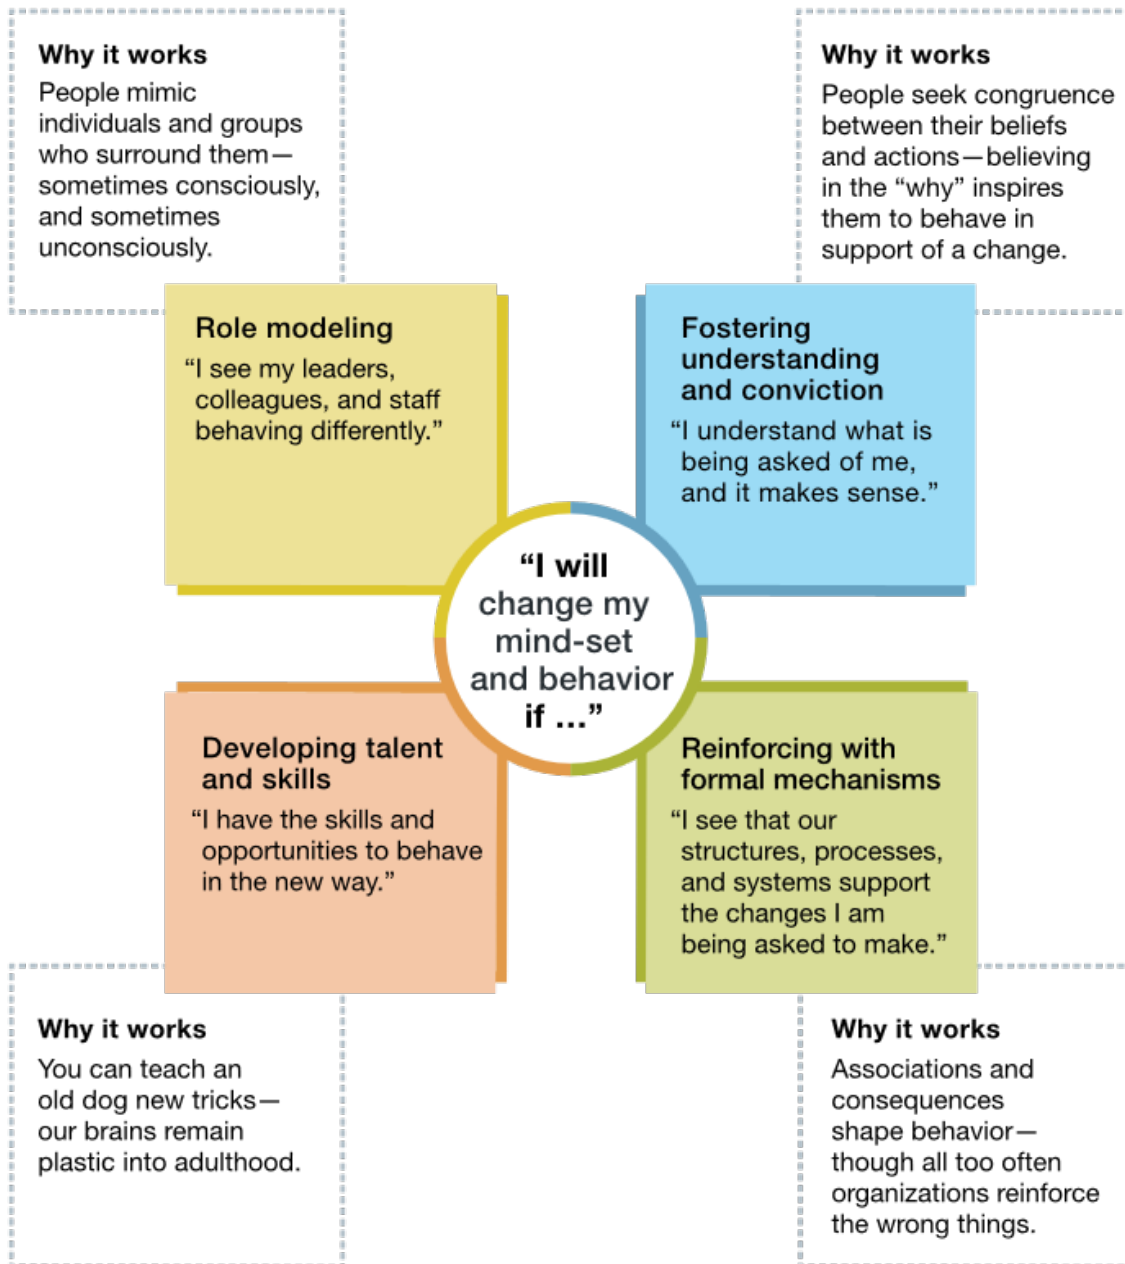 Why it works
People mimic
individuals and groups
who surround them—
sometimes consciously,
and sometimes
unconsciously.
Why it works
People seek congruence
between their beliefs
and actions—believing
in the “why” inspires
them to behave in
support of a change.
Role modeling
“I see my leaders,
colleagues, and staff
behaving differently.”
Fostering
understanding
and conviction
“I understand what is
being asked of me,
and it makes sense.”
“I will
change my
mind-set
and behavior
if ...”
Developing talent
and skills
“I have the skills and
opportunities to behave
in the new way.”
Reinforcing with
formal mechanisms
“I see that our
structures, processes,
and systems support
the changes I am
being asked to make.”
Why it works
You can teach an
old dog new tricks—
our brains remain
plastic into adulthood.
Why it works
Associations and
consequences
shape behavior—
though all too often
organizations reinforce
the wrong things.